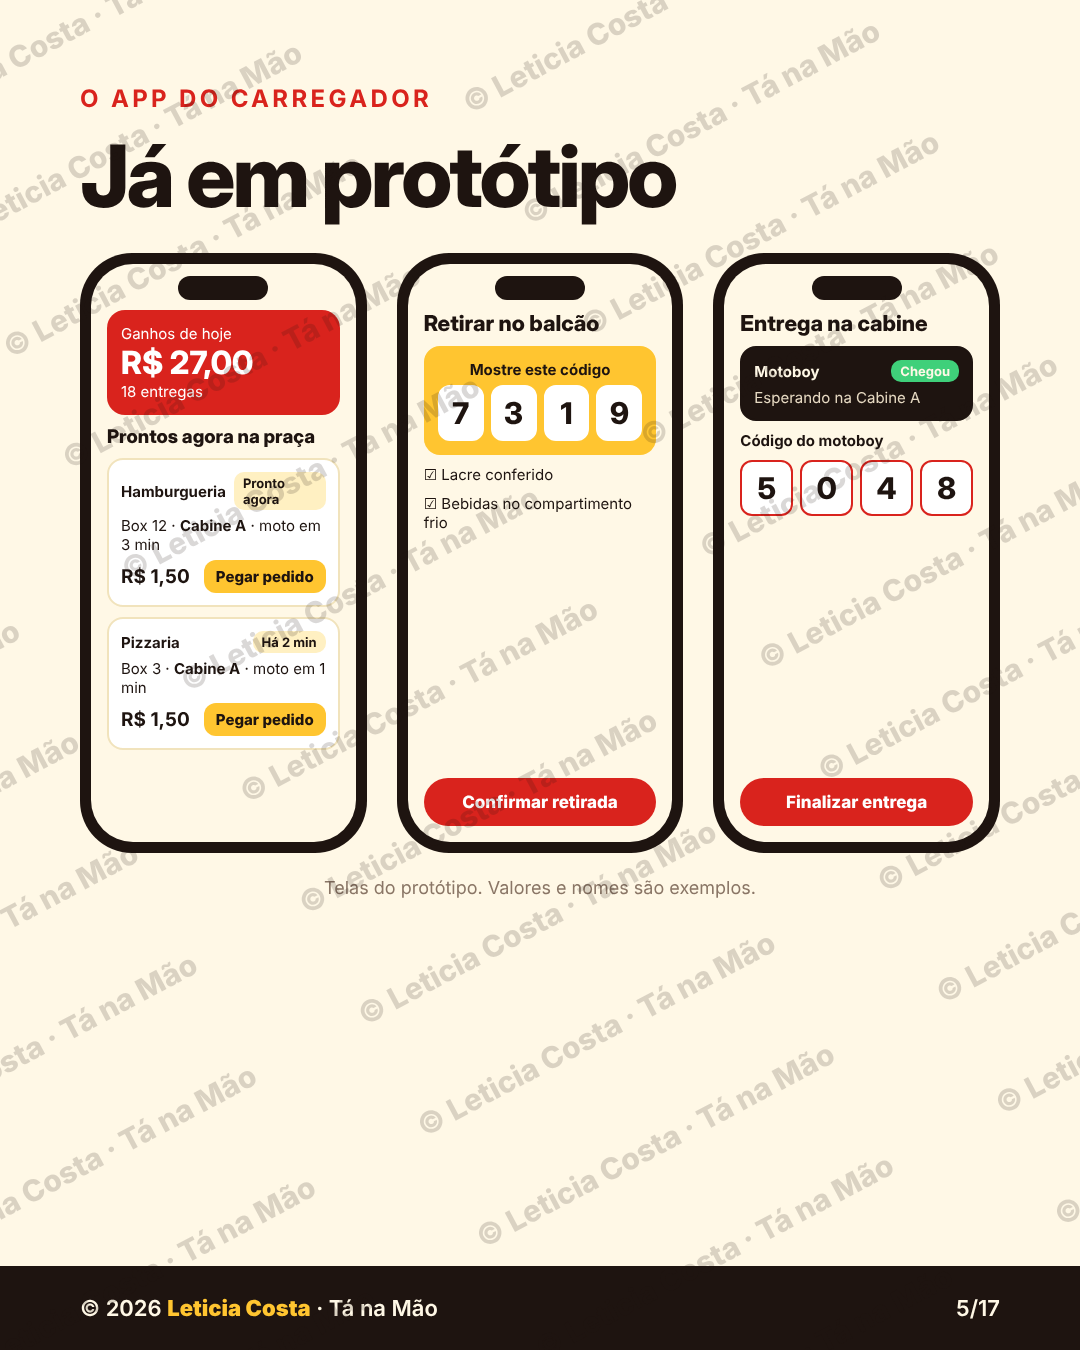 O APP DO CARREGADOR
Já em protótipo
Ganhos de hoje
R$ 27,00
18 entregas
Prontos agora na praça
Hamburgueria
Pronto
agora
Box 12 · Cabine A · moto em
3 min
R$ 1,50
Pegar pedido
Pizzaria
Há 2 min
Box 3 · Cabine A · moto em 1
min
R$ 1,50
Pegar pedido
Retirar no balcão
Mostre este código
7 3 1 9
☑ Lacre conferido
☑ Bebidas no compartimento
frio
Confirmar retirada
Entrega na cabine
Motoboy
Chegou
Esperando na Cabine A
Código do motoboy
5 0 4 8
Finalizar entrega
Telas do protótipo. Valores e nomes são exemplos.
© Leticia Costa · Tá na Mão
© 2026 Leticia Costa · Tá na Mão
5/17